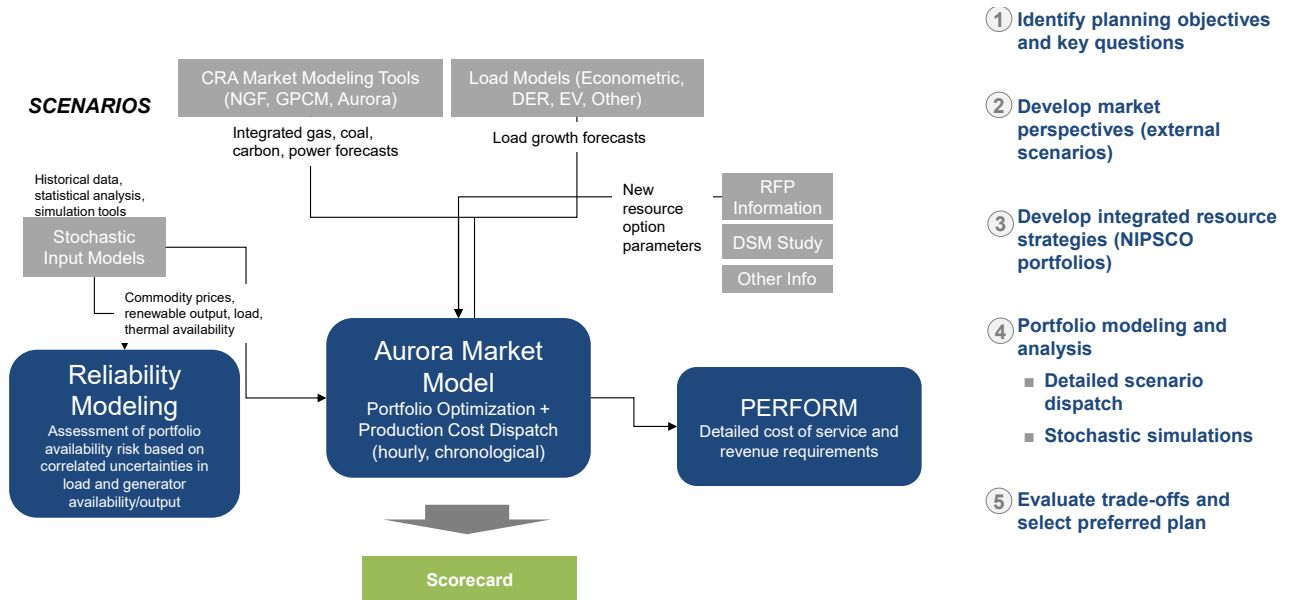 SCENARIOS
CRA Market Modeling Tools
(NGF, GPCM, Aurora)
Load Models (Econometric,
DER, EV, Other)
Integrated gas, coal,
carbon, power forecasts
Load growth forecasts
Historical data,
statistical analysis,
simulation tools
Stochastic
Input Models
New
resource
option
parameters
RFP
Information
DSM Study
Other Info
Commodity prices,
renewable output, load,
thermal availability
Reliability
Modeling
Assessment of portfolio
availability risk based on
correlated uncertainties in
load and generator
availability/output
Aurora Market
Model
Portfolio Optimization +
Production Cost Dispatch
(hourly, chronological)
PERFORM
Detailed cost of service and
revenue requirements
Scorecard
1 Identify planning objectives
and key questions
2 Develop market
perspectives (external
scenarios)
3 Develop integrated resource
strategies (NIPSCO
portfolios)
4 Portfolio modeling and
analysis
▪ Detailed scenario
dispatch
▪ Stochastic simulations
5 Evaluate trade-offs and
select preferred plan